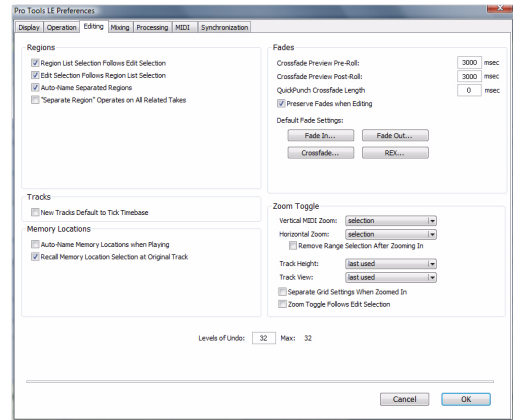 Pro Tools LE Preferences
Display Operation Editing Mixing Processing MIDI Synchronization
Regions
Region List Selection Follows Edit Selection
Edit Selection Follows Region List Selection
Auto-Name Separated Regions
"Separate Region" Operates on All Related Takes
Tracks
New Tracks Default to Tick Timebase
Memory Locations
Auto-Name Memory Locations when Playing
Recall Memory Location Selection at Original Track
Fades
Crossfade Preview Pre-Roll: 3000 msec
Crossfade Preview Post-Roll: 3000 msec
QuickPunch Crossfade Length 0 msec
Preserve Fades when Editing
Default Fade Settings:
Fade In... Fade Out...
Crossfade... REX...
Zoom Toggle
Vertical MIDI Zoom: selection
Horizontal Zoom: selection
Remove Range Selection After Zooming In
Track Height: last used
Track View: last used
Separate Grid Settings When Zoomed In
Zoom Toggle Follows Edit Selection
Levels of Undo: 32 Max: 32
Cancel OK